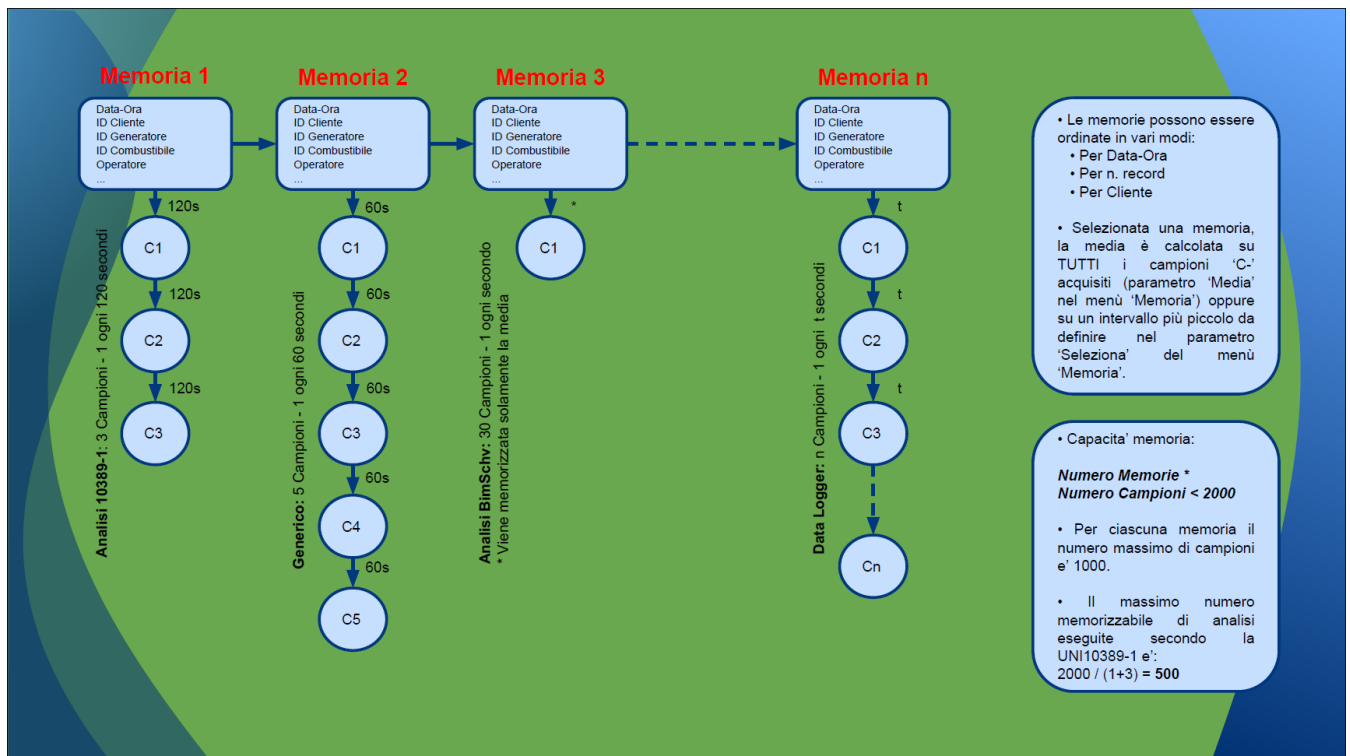 Memoria 1
Data-Ora
ID Cliente
ID Generatore
ID Combustibile
Operatore
...
120s
C1
120s
C2
120s
C3
Analisi 10389-1: 3 Campioni - 1 ogni 120 secondi
Memoria 2
Data-Ora
ID Cliente
ID Generatore
ID Combustibile
Operatore
...
60s
C1
60s
C2
60s
C3
60s
C4
60s
C5
Generico: 5 Campioni - 1 ogni 60 secondi
Memoria 3
Data-Ora
ID Cliente
ID Generatore
ID Combustibile
Operatore
...
*
C1
Analisi BimSchv: 30 Campioni - 1 ogni secondo
* Viene memorizzata solamente la media
Memoria n
Data-Ora
ID Cliente
ID Generatore
ID Combustibile
Operatore
...
t
C1
t
C2
t
C3
Cn
Data Logger: n Campioni - 1 ogni t secondi
• Le memorie possono essere
ordinate in vari modi:
• Per Data-Ora
• Per n. record
• Per Cliente
• Selezionata una memoria,
la media è calcolata su
TUTTI i campioni ‘C-’
acquisiti (parametro ‘Media’
nel menù ‘Memoria’) oppure
su un intervallo più piccolo da
definire nel parametro
‘Seleziona’ del menù
‘Memoria’.
• Capacita’ memoria:
Numero Memorie *
Numero Campioni < 2000
• Per ciascuna memoria il
numero massimo di campioni
e’ 1000.
• Il massimo numero
memorizzabile di analisi
eseguite secondo la
UNI10389-1 e’:
2000 / (1+3) = 500